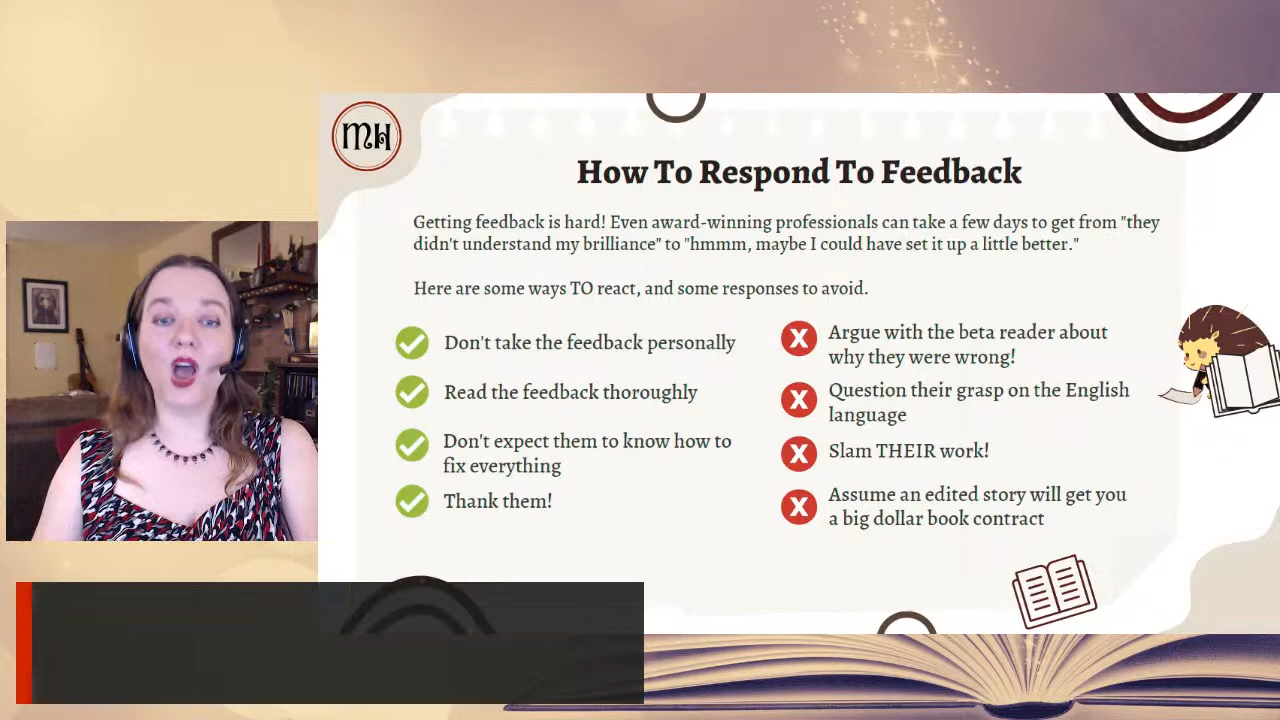 MH
How To Respond To Feedback
Getting feedback is hard! Even award-winning professionals can take a few days to get from "they
didn't understand my brilliance" to "hmmm, maybe I could have set it up a little better."
Here are some ways TO react, and some responses to avoid.
Don't take the feedback personally
Read the feedback thoroughly
Don't expect them to know how to
fix everything
Thank them!
X Argue with the beta reader about
why they were wrong!
X Question their grasp on the English
language
X Slam THEIR work!
X Assume an edited story will get you
a big dollar book contract